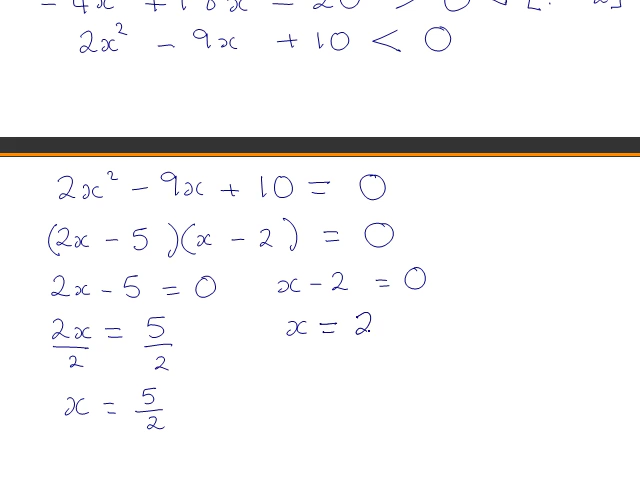 2x² - 9x + 10 < 0
2x² - 9x + 10 = 0
(2x - 5)(x - 2) = 0
2x - 5 = 0 x - 2 = 0
2x/2 = 5/2 x = 2
x = 5/2